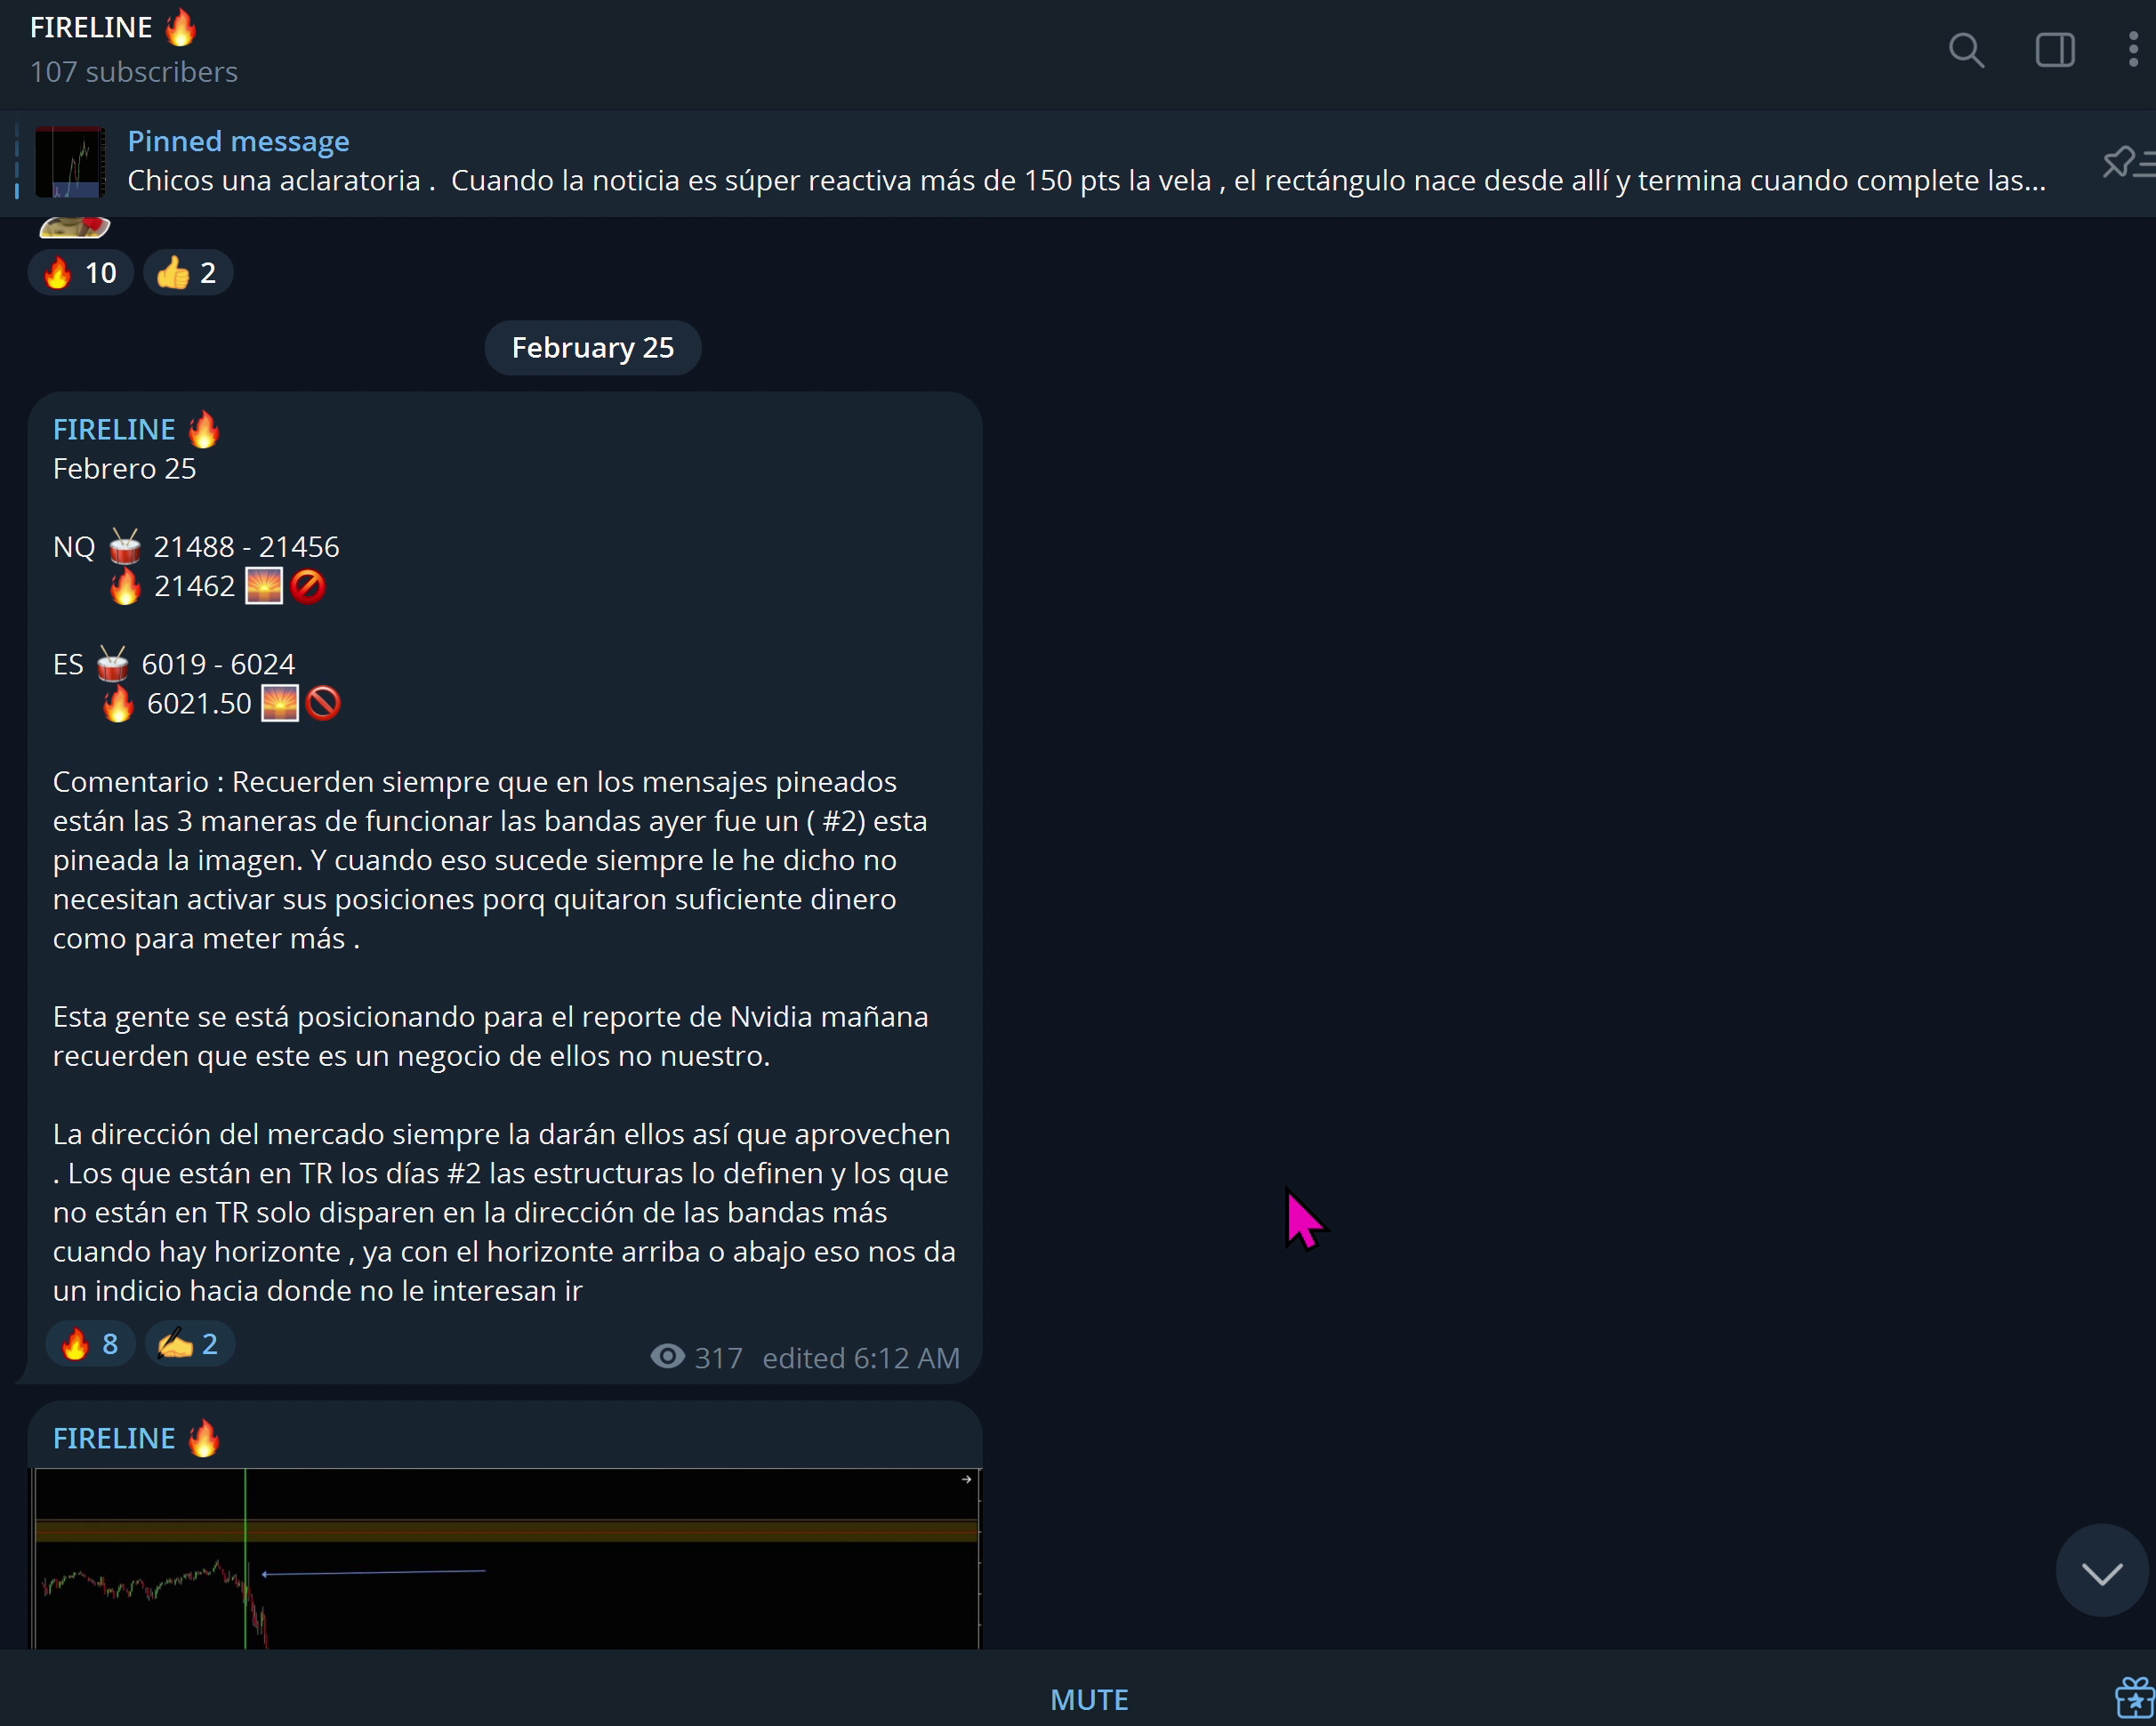 FIRELINE 🔥
107 subscribers
Pinned message
Chicos una aclaratoria .  Cuando la noticia es súper reactiva más de 150 pts la vela , el rectángulo nace desde allí y termina cuando complete las...
🔥 10 👍 2
February 25
FIRELINE 🔥
Febrero 25
NQ 🥁 21488 - 21456
🔥 21462 🌅🚫
ES 🥁 6019 - 6024
🔥 6021.50 🌅🚫
Comentario : Recuerden siempre que en los mensajes pineados
están las 3 maneras de funcionar las bandas ayer fue un ( #2) esta
pineada la imagen. Y cuando eso sucede siempre le he dicho no
necesitan activar sus posiciones porq quitaron suficiente dinero
como para meter más .
Esta gente se está posicionando para el reporte de Nvidia mañana
recuerden que este es un negocio de ellos no nuestro.
La dirección del mercado siempre la darán ellos así que aprovechen
. Los que están en TR los días #2 las estructuras lo definen y los que
no están en TR solo disparen en la dirección de las bandas más
cuando hay horizonte , ya con el horizonte arriba o abajo eso nos da
un indicio hacia donde no le interesan ir
🔥 8 ✍️ 2
317 edited 6:12 AM
FIRELINE 🔥
MUTE